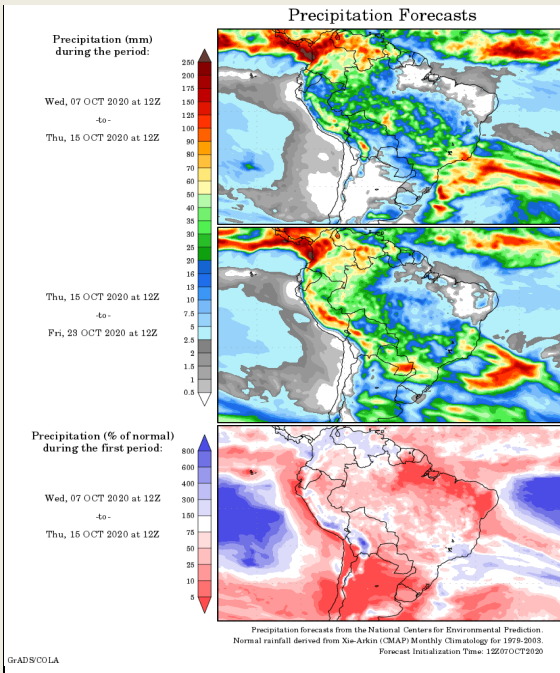 Precipitation Forecasts
Precipitation (mm)
during the period:
Wed, 07 OCT 2020 at 12Z
-to-
Thu, 15 OCT 2020 at 12Z
250
200
175
150
125
100
90
80
70
60
50
40
35
30
25
20
16
13
10
7.5
5
2.5
2
1.5
1
0.5
Thu, 15 OCT 2020 at 12Z
-to-
Fri, 23 OCT 2020 at 12Z
Precipitation (% of normal)
during the first period:
Wed, 07 OCT 2020 at 12Z
-to-
Thu, 15 OCT 2020 at 12Z
800
600
400
300
150
75
50
25
10
5
Precipitation forecasts from the National Centers for Environmental Prediction.
Normal rainfall derived from Xie-Arkin (CMAP) Monthly Climatology for 1979-2003.
Forecast Initialization Time: 12Z07OCT2020
GrADS/COLA